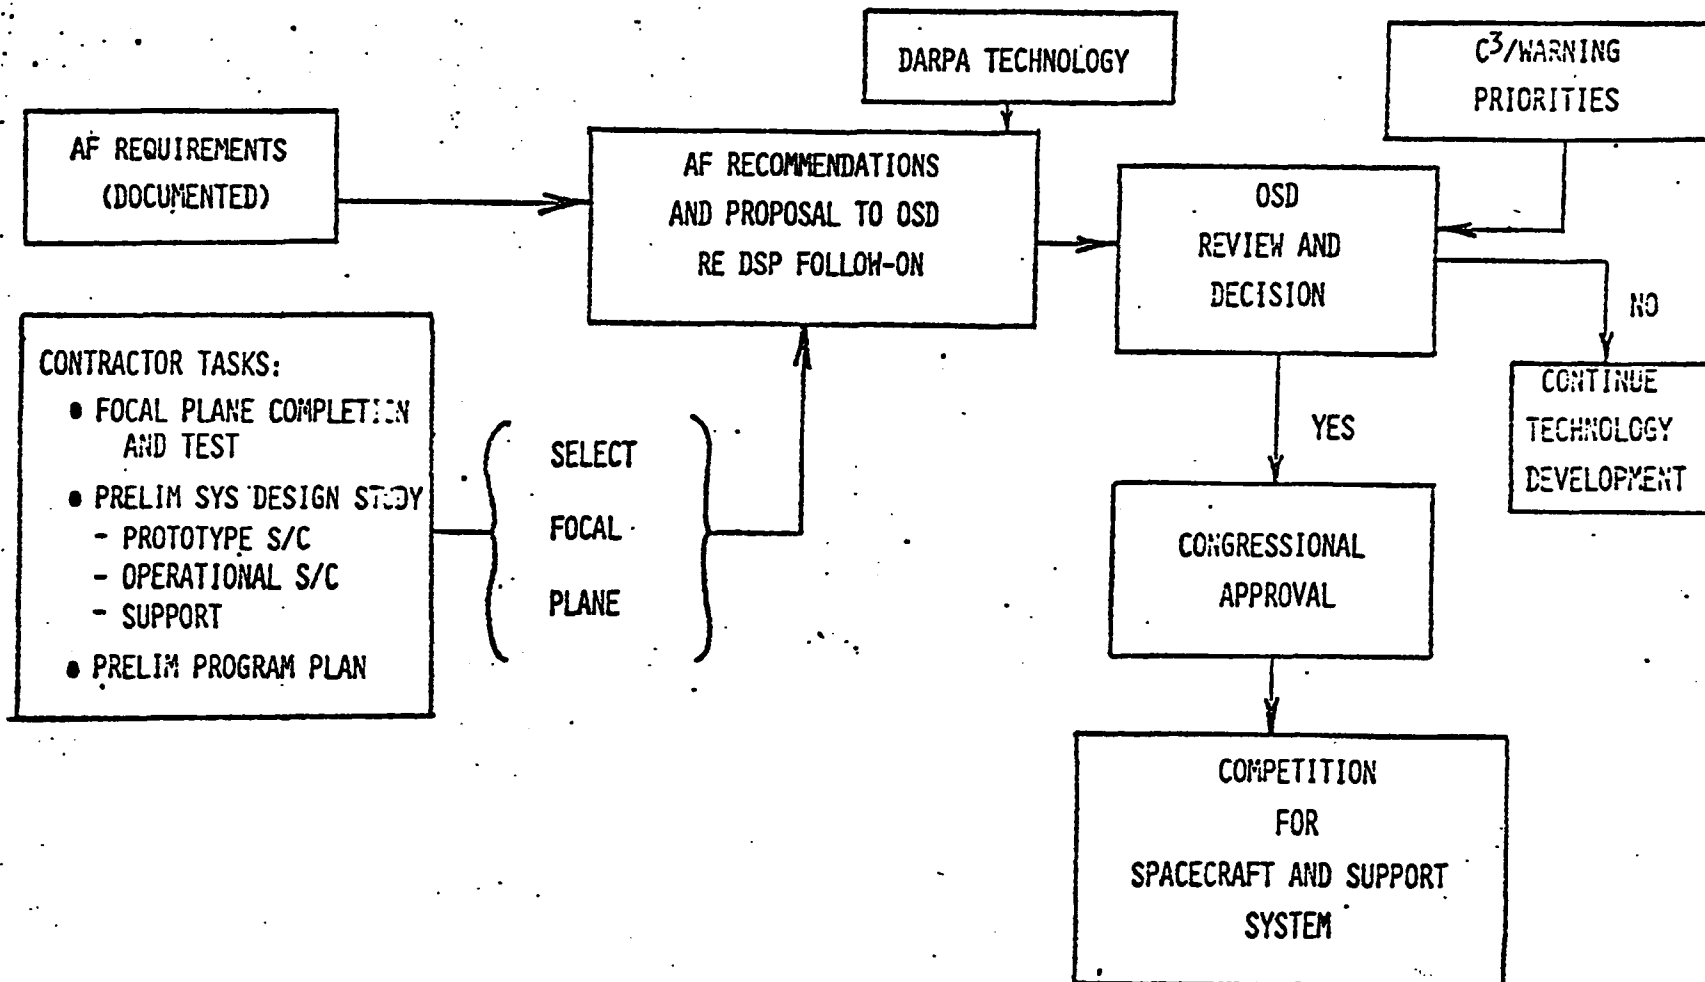 DARPA TECHNOLOGY
C³/WARNING
PRIORITIES
AF REQUIREMENTS
(DOCUMENTED)
AF RECOMMENDATIONS
AND PROPOSAL TO OSD
RE DSP FOLLOW-ON
OSD
REVIEW AND
DECISION
NO
CONTINUE
TECHNOLOGY
DEVELOPMENT
YES
CONTRACTOR TASKS:
• FOCAL PLANE COMPLETION
AND TEST
• PRELIM SYS DESIGN STUDY
- PROTOTYPE S/C
- OPERATIONAL S/C
- SUPPORT
• PRELIM PROGRAM PLAN
SELECT
FOCAL
PLANE
CONGRESSIONAL
APPROVAL
COMPETITION
FOR
SPACECRAFT AND SUPPORT
SYSTEM